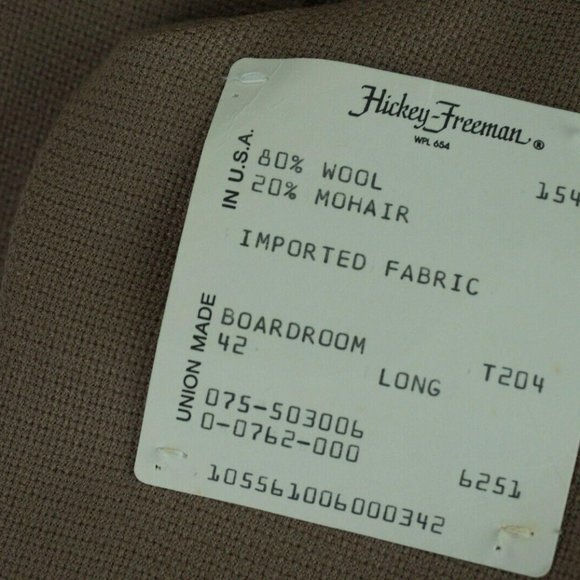 Hickey-Freeman®
WPL 654
UNION MADE IN U.S.A.
80% WOOL 154
20% MOHAIR
IMPORTED FABRIC
BOARDROOM
42 LONG T204
075-503006
0-0762-000 6251
105561006000342